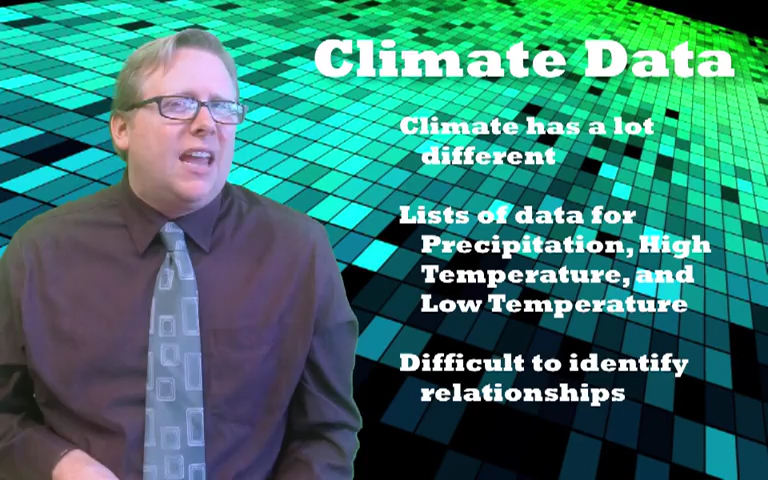 Climate Data
Climate has a lot
different
Lists of data for
Precipitation, High
Temperature, and
Low Temperature
Difficult to identify
relationships